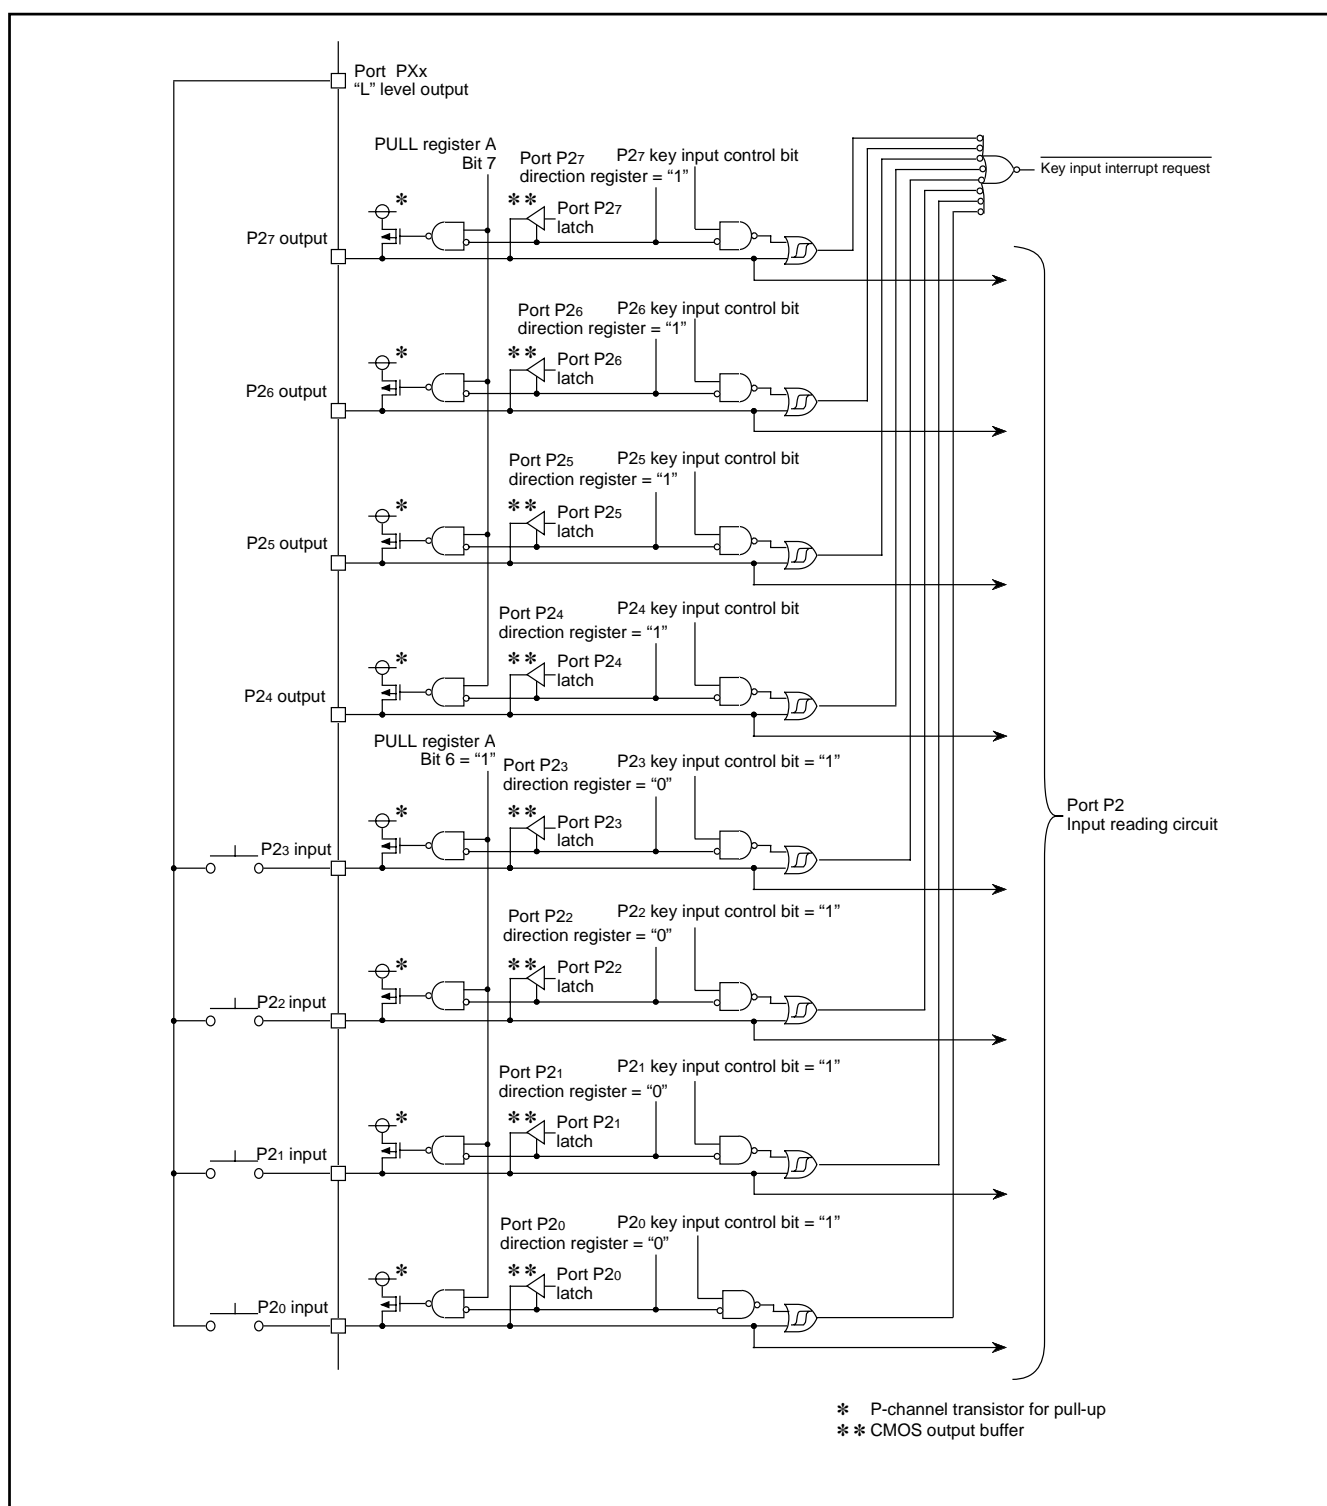 Port PXx
“L” level output
PULL register A
Bit 7
Port P27
direction register = “1”
P27 key input control bit
Key input interrupt request
*
**
Port P27
latch
P27 output
Port P26
direction register = “1”
P26 key input control bit
*
**
Port P26
latch
P26 output
Port P25
direction register = “1”
P25 key input control bit
*
**
Port P25
latch
P25 output
Port P24
direction register = “1”
P24 key input control bit
*
**
Port P24
latch
P24 output
PULL register A
Bit 6 = “1”
Port P23
direction register = “0”
P23 key input control bit = “1”
*
**
Port P23
latch
P23 input
Port P2
Input reading circuit
Port P22
direction register = “0”
P22 key input control bit = “1”
*
**
Port P22
latch
P22 input
Port P21
direction register = “0”
P21 key input control bit = “1”
*
**
Port P21
latch
P21 input
Port P20
direction register = “0”
P20 key input control bit = “1”
*
**
Port P20
latch
P20 input
* P-channel transistor for pull-up
** CMOS output buffer